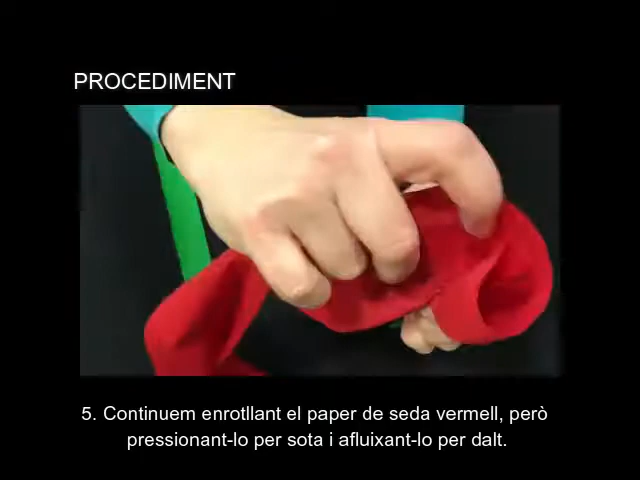 PROCEDIMENT
5. Continuem enrotllant el paper de seda vermell, però
pressionant-lo per sota i afluixant-lo per dalt.